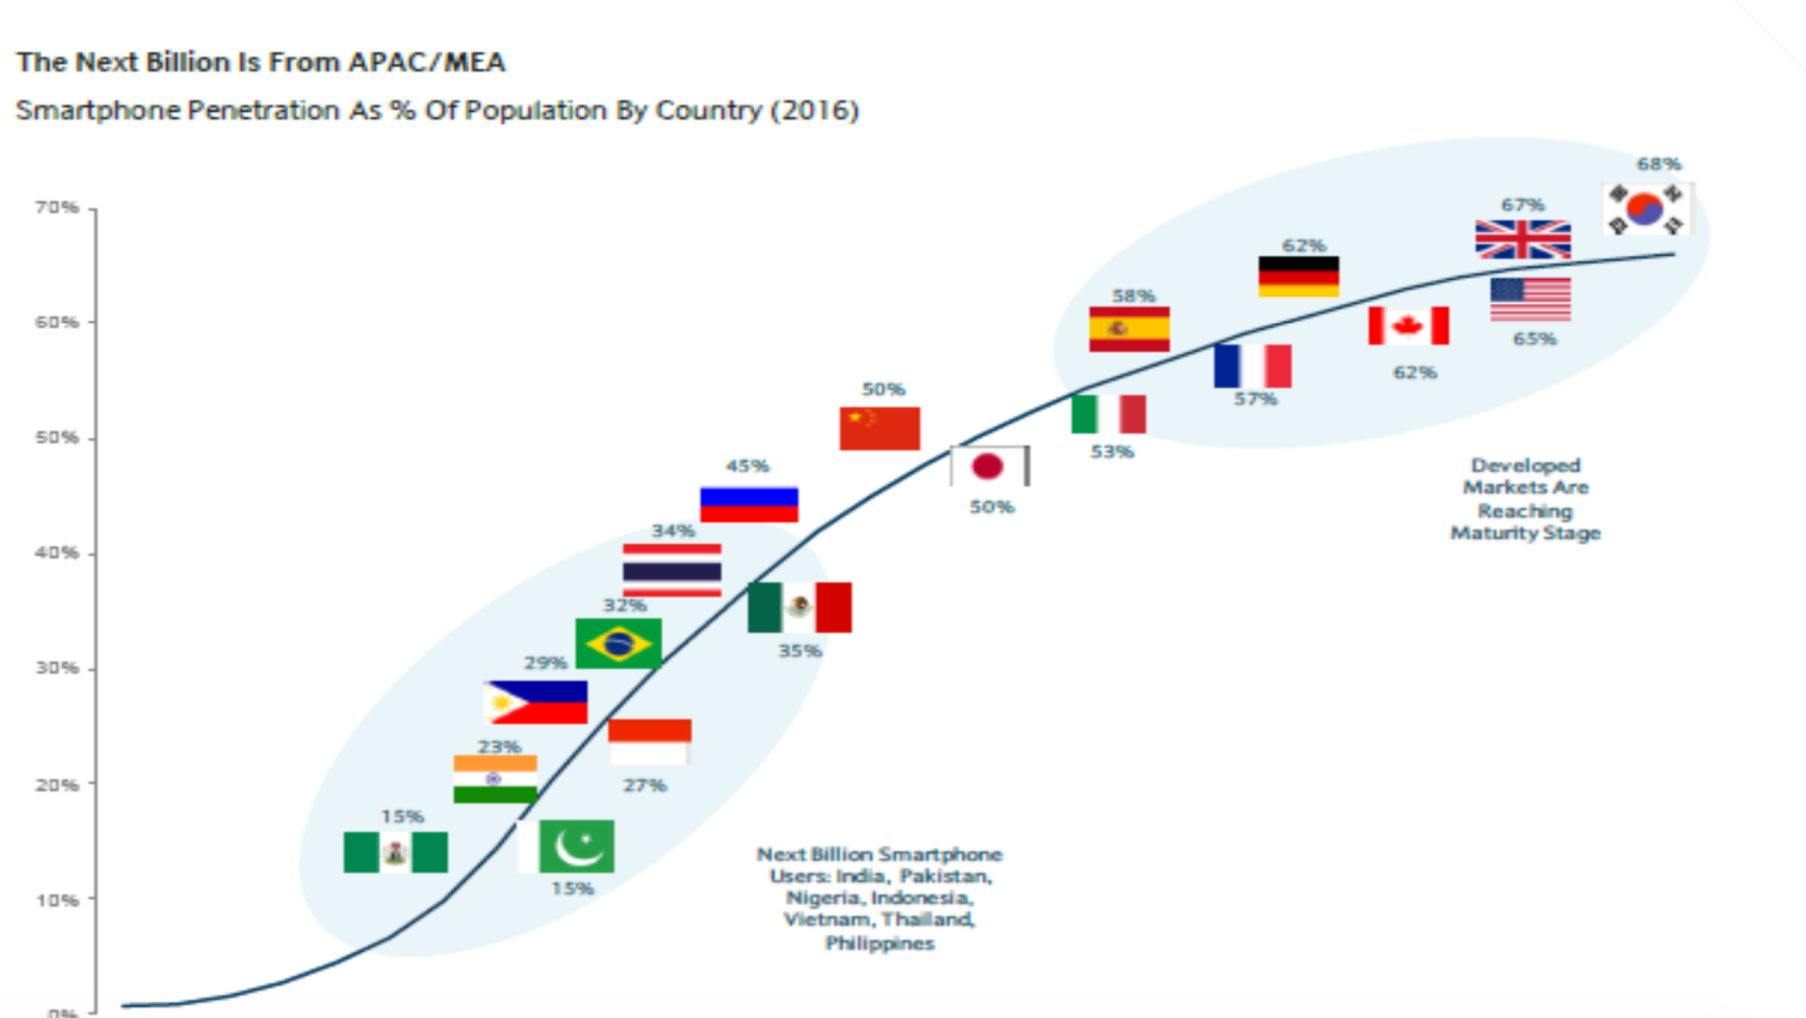 The Next Billion Is From APAC/MEA
Smartphone Penetration As % Of Population By Country (2016)
68%
70%
67%
62%
58%
60%
65%
62%
50%
57%
50%
53%
45%
Developed
Markets Are
Reaching
Maturity Stage
50%
34%
40%
32%
35%
29%
30%
23%
27%
20%
15%
Next Billion Smartphone
Users: India, Pakistan,
Nigeria, Indonesia,
Vietnam, Thailand,
Philippines
15%
10%
0%